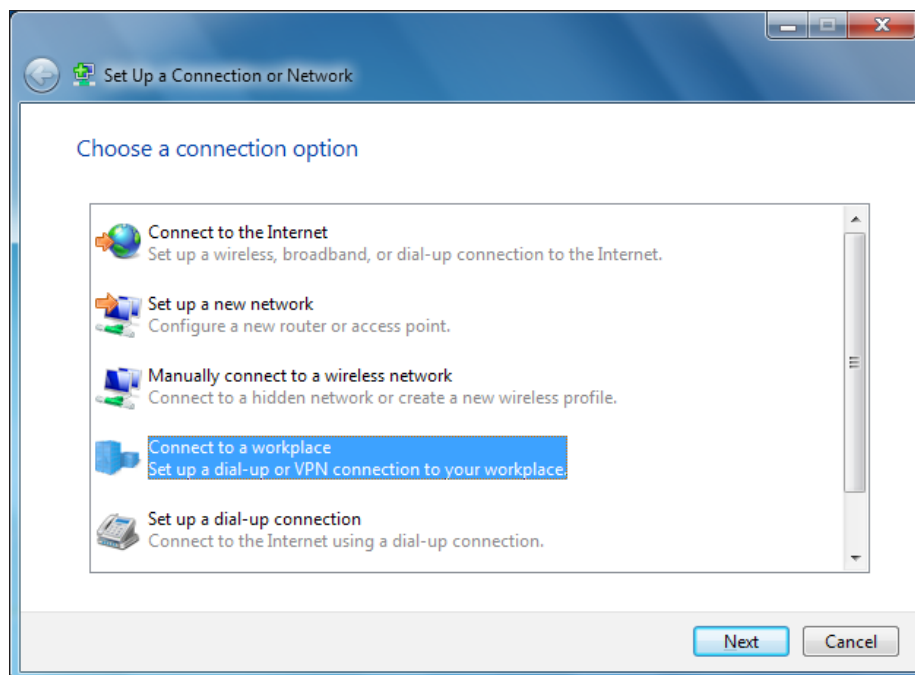 Set Up a Connection or Network
Choose a connection option
Connect to the Internet
Set up a wireless, broadband, or dial-up connection to the Internet.
Set up a new network
Configure a new router or access point.
Manually connect to a wireless network
Connect to a hidden network or create a new wireless profile.
Connect to a workplace
Set up a dial-up or VPN connection to your workplace.
Set up a dial-up connection
Connect to the Internet using a dial-up connection.
Next
Cancel